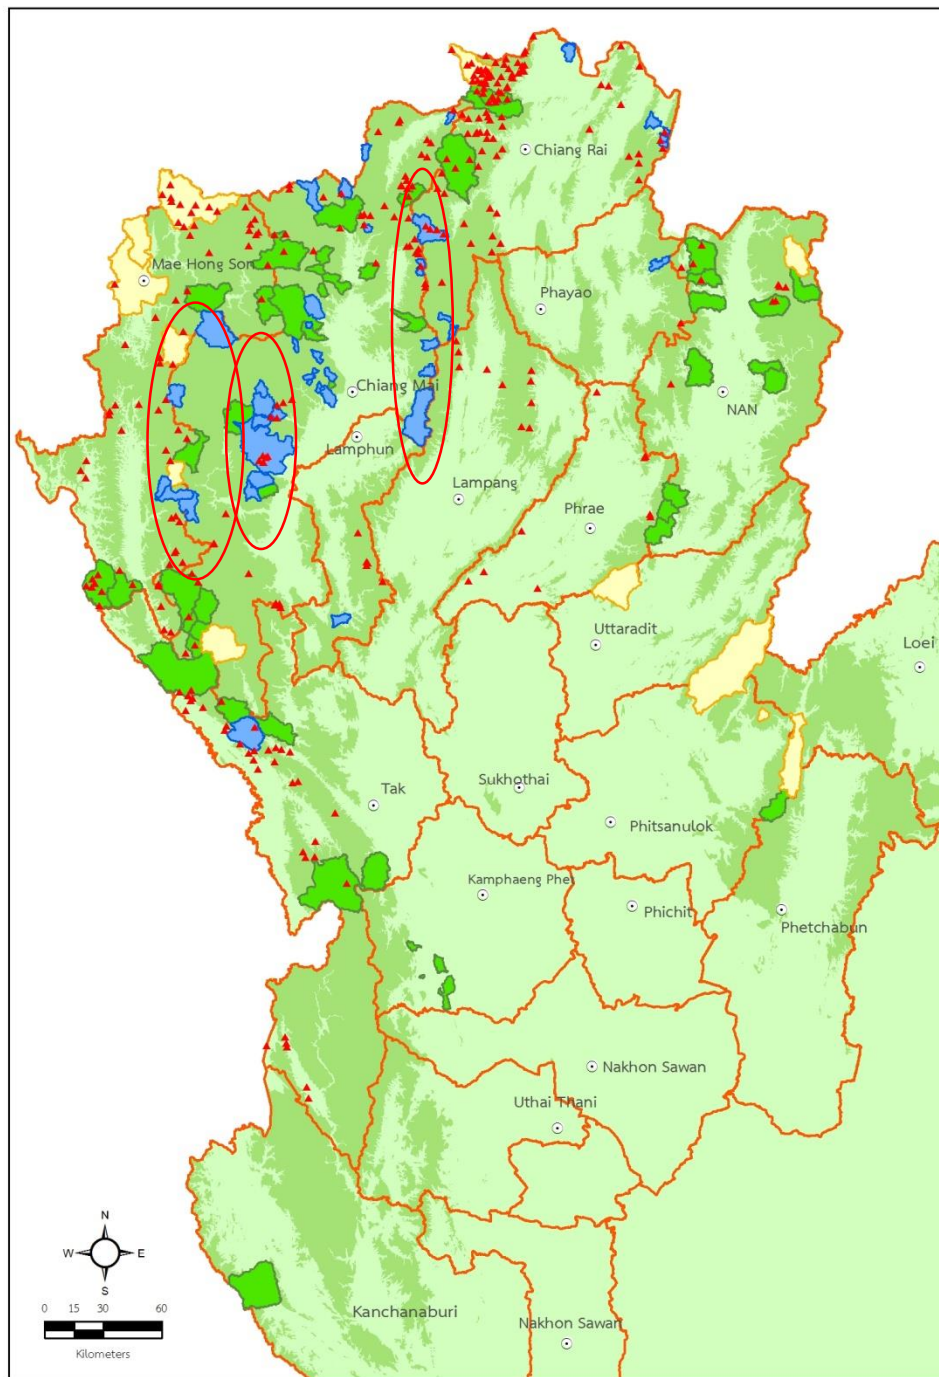 Chiang Rai
Mae Hong Son
Phayao
Chiang Mai
NAN
Lamphun
Lampang
Phrae
Uttaradit
Loei
Sukhothai
Tak
Phitsanulok
Kamphaeng Phet
Phichit
Phetchabun
Nakhon Sawan
Uthai Thani
N
W
E
S
0 15 30 60
Kilometers
Kanchanaburi
Nakhon Sawan